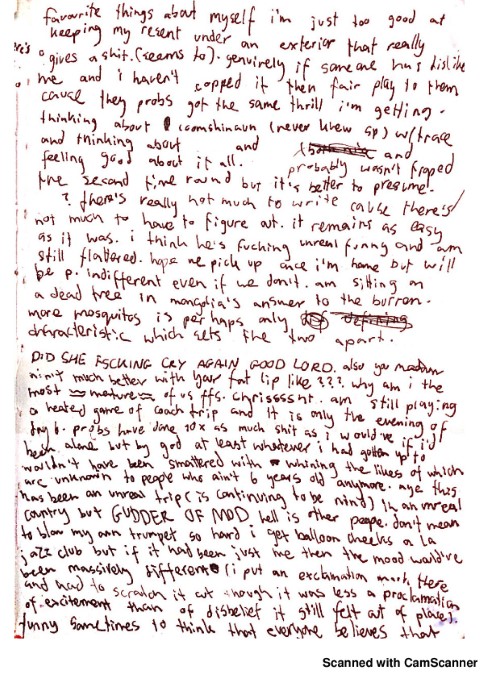 favourite things about myself i'm just too good at
keeping my resent under an exterior that really
gives a shit. (seems to). genuirely if someone has dislike
me and i haven't copped it then fair play to them
cause they probs got the same thrill i'm getting.
thinking about (never knew sp) w/ trace
and thinking about and and
feeling good about it all. probably wasn't fipped
the second time round but it's better to presume.
? there's really not much to write cause there's
not much to have to figure out. it remains as easy
as it was. i think he's fucking unreal funny and am
still flattered. hope we pick up once i'm home but will
be p. indifferent even if we don't. am sitting on
a dead tree in mongolia's answer to the burren.
more mosquitos is perhaps only
characteristic which sets the two apart.
DID SHE FSCKING CRY AGAIN GOOD LORD. also you
much better with your fat lip like ???. why am i the
most mature of us ffs. chrissssnt. am still playing
a heated game of coach trip and it is only the evening of
day 6. probs have done 10x as much shit as i would've if i'd
been alone but by god at least whatever i had gotten up to
wouldn't have been smattered with whining the likes of which
are unknown to people who ain't 6 years old anymore. aye this
has been an unreal trip (is continuing to be mind) in an unreal
country but GUDDER OF MOD. hell is other peope. don't mean
to blow my own trumpet so hard i get balloon cheeks a la
jazz club but if it had been just me then the mood would've
been massively different (i put an exclamation mark there
and had to scratch it out though it was less a proclamation
of excitement than of disbelief it still felt out of place).
funny sometimes to think that everyone believes that
Scanned with CamScanner